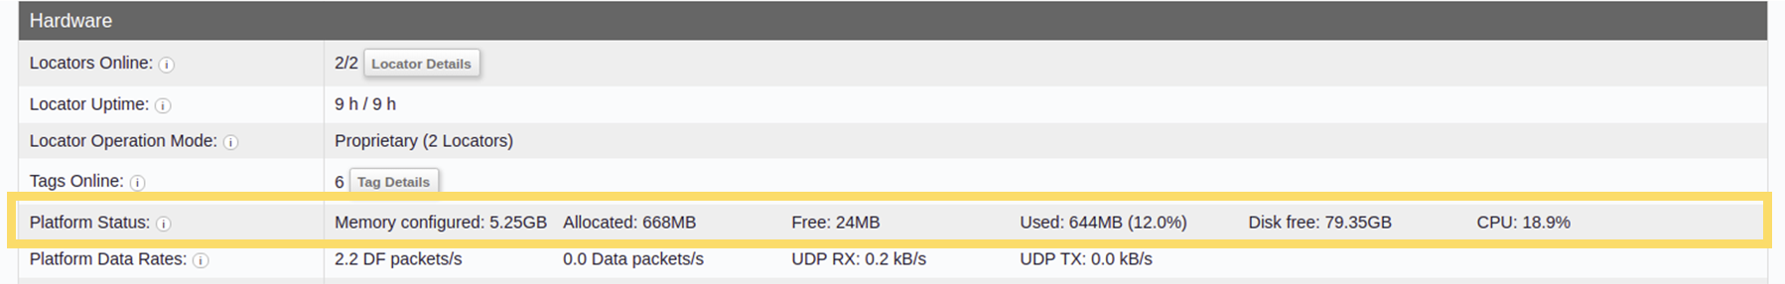 Hardware
Locators Online: 2/2 Locator Details
Locator Uptime: 9 h / 9 h
Locator Operation Mode: Proprietary (2 Locators)
Tags Online: 6 Tag Details
Platform Status: Memory configured: 5.25GB Allocated: 668MB Free: 24MB Used: 644MB (12.0%) Disk free: 79.35GB CPU: 18.9%
Platform Data Rates: 2.2 DF packets/s 0.0 Data packets/s UDP RX: 0.2 kB/s UDP TX: 0.0 kB/s